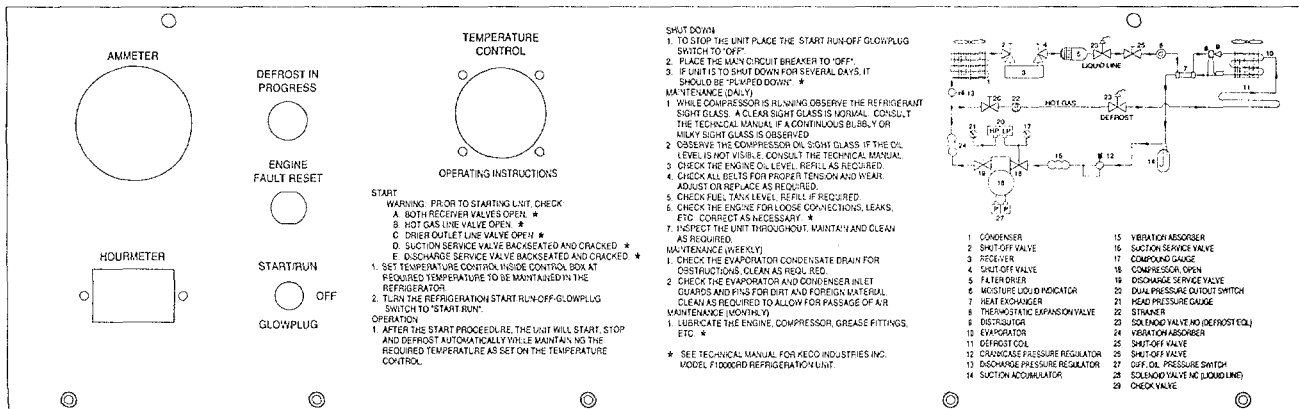 AMMETER
DEFROST IN
PROGRESS
ENGINE
FAULT RESET
HOURMETER
START/RUN
OFF
GLOWPLUG
TEMPERATURE
CONTROL
OPERATING INSTRUCTIONS
START
WARNING: PRIOR TO STARTING UNIT, CHECK:
A. BOTH RECEIVER VALVES OPEN. *
B. HOT GAS LINE VALVE OPEN. *
C. DRIER OUTLET LINE VALVE OPEN *
D. SUCTION SERVICE VALVE BACKSEATED AND CRACKED *
E. DISCHARGE SERVICE VALVE BACKSEATED AND CRACKED. *
1. SET TEMPERATURE CONTROL INSIDE CONTROL BOX AT
REQUIRED TEMPERATURE TO BE MAINTAINED IN THE
REFRIGERATOR.
2. TURN THE REFRIGERATION START RUN-OFF-GLOWPLUG
SWITCH TO "START RUN".
OPERATION
1. AFTER THE START PROCEEDURE, THE UNIT WILL START, STOP
AND DEFROST AUTOMATICALLY WHILE MAINTAINING THE
REQUIRED TEMPERATURE AS SET ON THE TEMPERATURE
CONTROL.
SHUT DOWN
1. TO STOP THE UNIT PLACE THE START RUN-OFF GLOWPLUG
SWITCH TO "OFF".
2. PLACE THE MAIN CIRCUIT BREAKER TO "OFF".
3. IF UNIT IS TO SHUT DOWN FOR SEVERAL DAYS, IT
SHOULD BE "PUMPED DOWN". *
MAINTENANCE (DAILY)
1 WHILE COMPRESSOR IS RUNNING OBSERVE THE REFRIGERANT
SIGHT GLASS. A CLEAR SIGHT GLASS IS NORMAL. CONSULT
THE TECHNICAL MANUAL IF A CONTINUOUS BUBBLY OR
MILKY SIGHT GLASS IS OBSERVED
2 OBSERVE THE COMPRESSOR OIL SIGHT GLASS. IF THE OIL
LEVEL IS NOT VISIBLE, CONSULT THE TECHNICAL MANUAL.
3 CHECK THE ENGINE OIL LEVEL, REFILL AS REQUIRED.
4 CHECK ALL BELTS FOR PROPER TENSION AND WEAR.
ADJUST OR REPLACE AS REQUIRED.
5. CHECK FUEL TANK LEVEL, REFILL IF REQUIRED.
6. CHECK THE ENGINE FOR LOOSE CONNECTIONS, LEAKS,
ETC. CORRECT AS NECESSARY. *
7. INSPECT THE UNIT THROUGHOUT, MAINTAIN AND CLEAN
AS REQUIRED.
MAINTENANCE (WEEKLY)
1. CHECK THE EVAPORATOR CONDENSATE DRAIN FOR
OBSTRUCTIONS, CLEAN AS REQUIRED.
2 CHECK THE EVAPORATOR AND CONDENSER INLET
GUARDS AND FINS FOR DIRT AND FOREIGN MATERIAL.
CLEAN AS REQUIRED TO ALLOW FOR PASSAGE OF AIR
MAINTENANCE (MONTHLY)
1. LUBRICATE THE ENGINE, COMPRESSOR, GREASE FITTINGS,
ETC. *
* SEE TECHNICAL MANUAL FOR KECO INDUSTRIES INC.
MODEL F10000RD REFRIGERATION UNIT.
LIQUID LINE
HOT GAS
DEFROST
HP LP
P P
1 CONDENSER
2 SHUT-OFF VALVE
3 RECEIVER
4 SHUT-OFF VALVE
5 FILTER DRIER
6 MOISTURE LIQUID INDICATOR
7 HEAT EXCHANGER
8 THERMOSTATIC EXPANSION VALVE
9 DISTRIBUTOR
10 EVAPORATOR
11 DEFROST COIL
12 CRANKCASE PRESSURE REGULATOR
13 DISCHARGE PRESSURE REGULATOR
14 SUCTION ACCUMULATOR
15 VIBRATION ABSORBER
16 SUCTION SERVICE VALVE
17 COMPOUND GAUGE
18 COMPRESSOR, OPEN
19 DISCHARGE SERVICE VALVE
20 DUAL PRESSURE CUTOUT SWITCH
21 HEAD PRESSURE GAUGE
22 STRAINER
23 SOLENOID VALVE, NO (DEFROST EQL)
24 VIBRATION ABSORBER
25 SHUT-OFF VALVE
26 SHUT-OFF VALVE
27 DIFF. OIL PRESSURE SWITCH
28 SOLENOID VALVE NC (LIQUID LINE)
29 CHECK VALVE